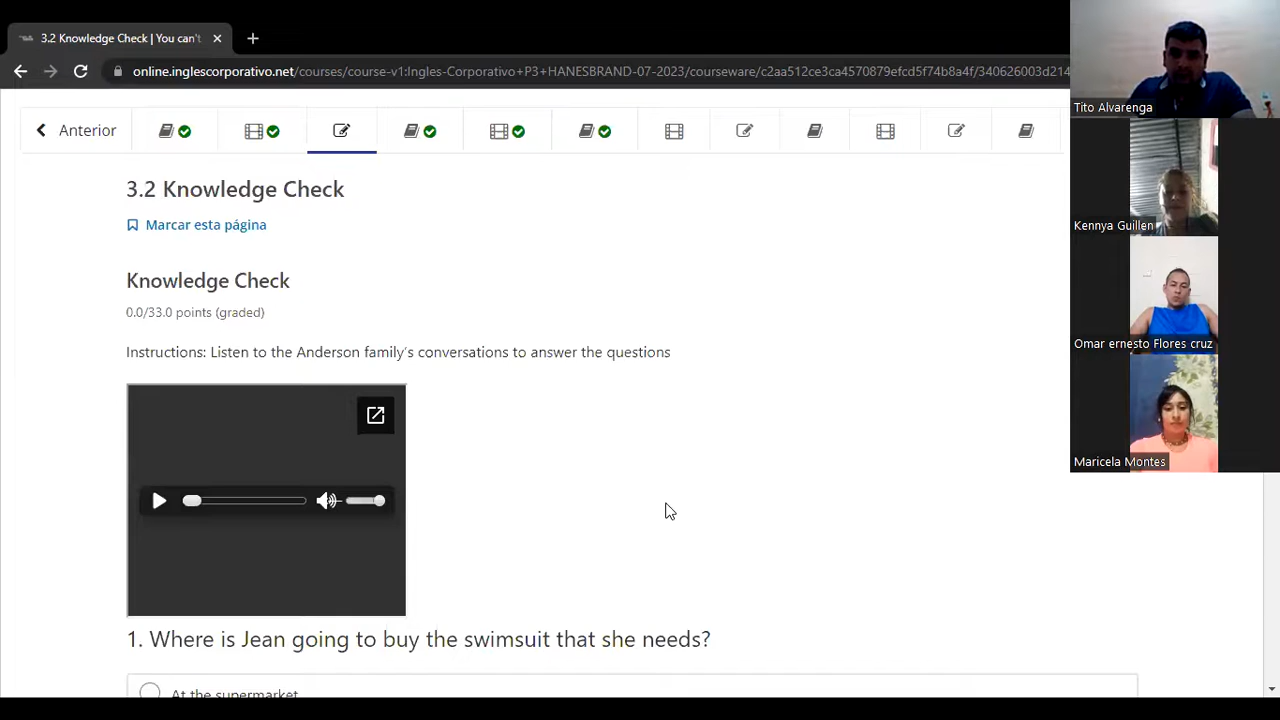 3.2 Knowledge Check | You can't
online.inglescorporativo.net/courses/course-v1:Ingles-Corporativo+P3+HANESBRAND-07-2023/courseware/c2aa512ce3ca4570879efcd5f74b8a4f/340626003d214
Anterior
3.2 Knowledge Check
Marcar esta página
Knowledge Check
0.0/33.0 points (graded)
Instructions: Listen to the Anderson family's conversations to answer the questions
1. Where is Jean going to buy the swimsuit that she needs?
At the supermarket
Tito Alvarenga
Kennya Guillen
Omar ernesto Flores cruz
Maricela Montes